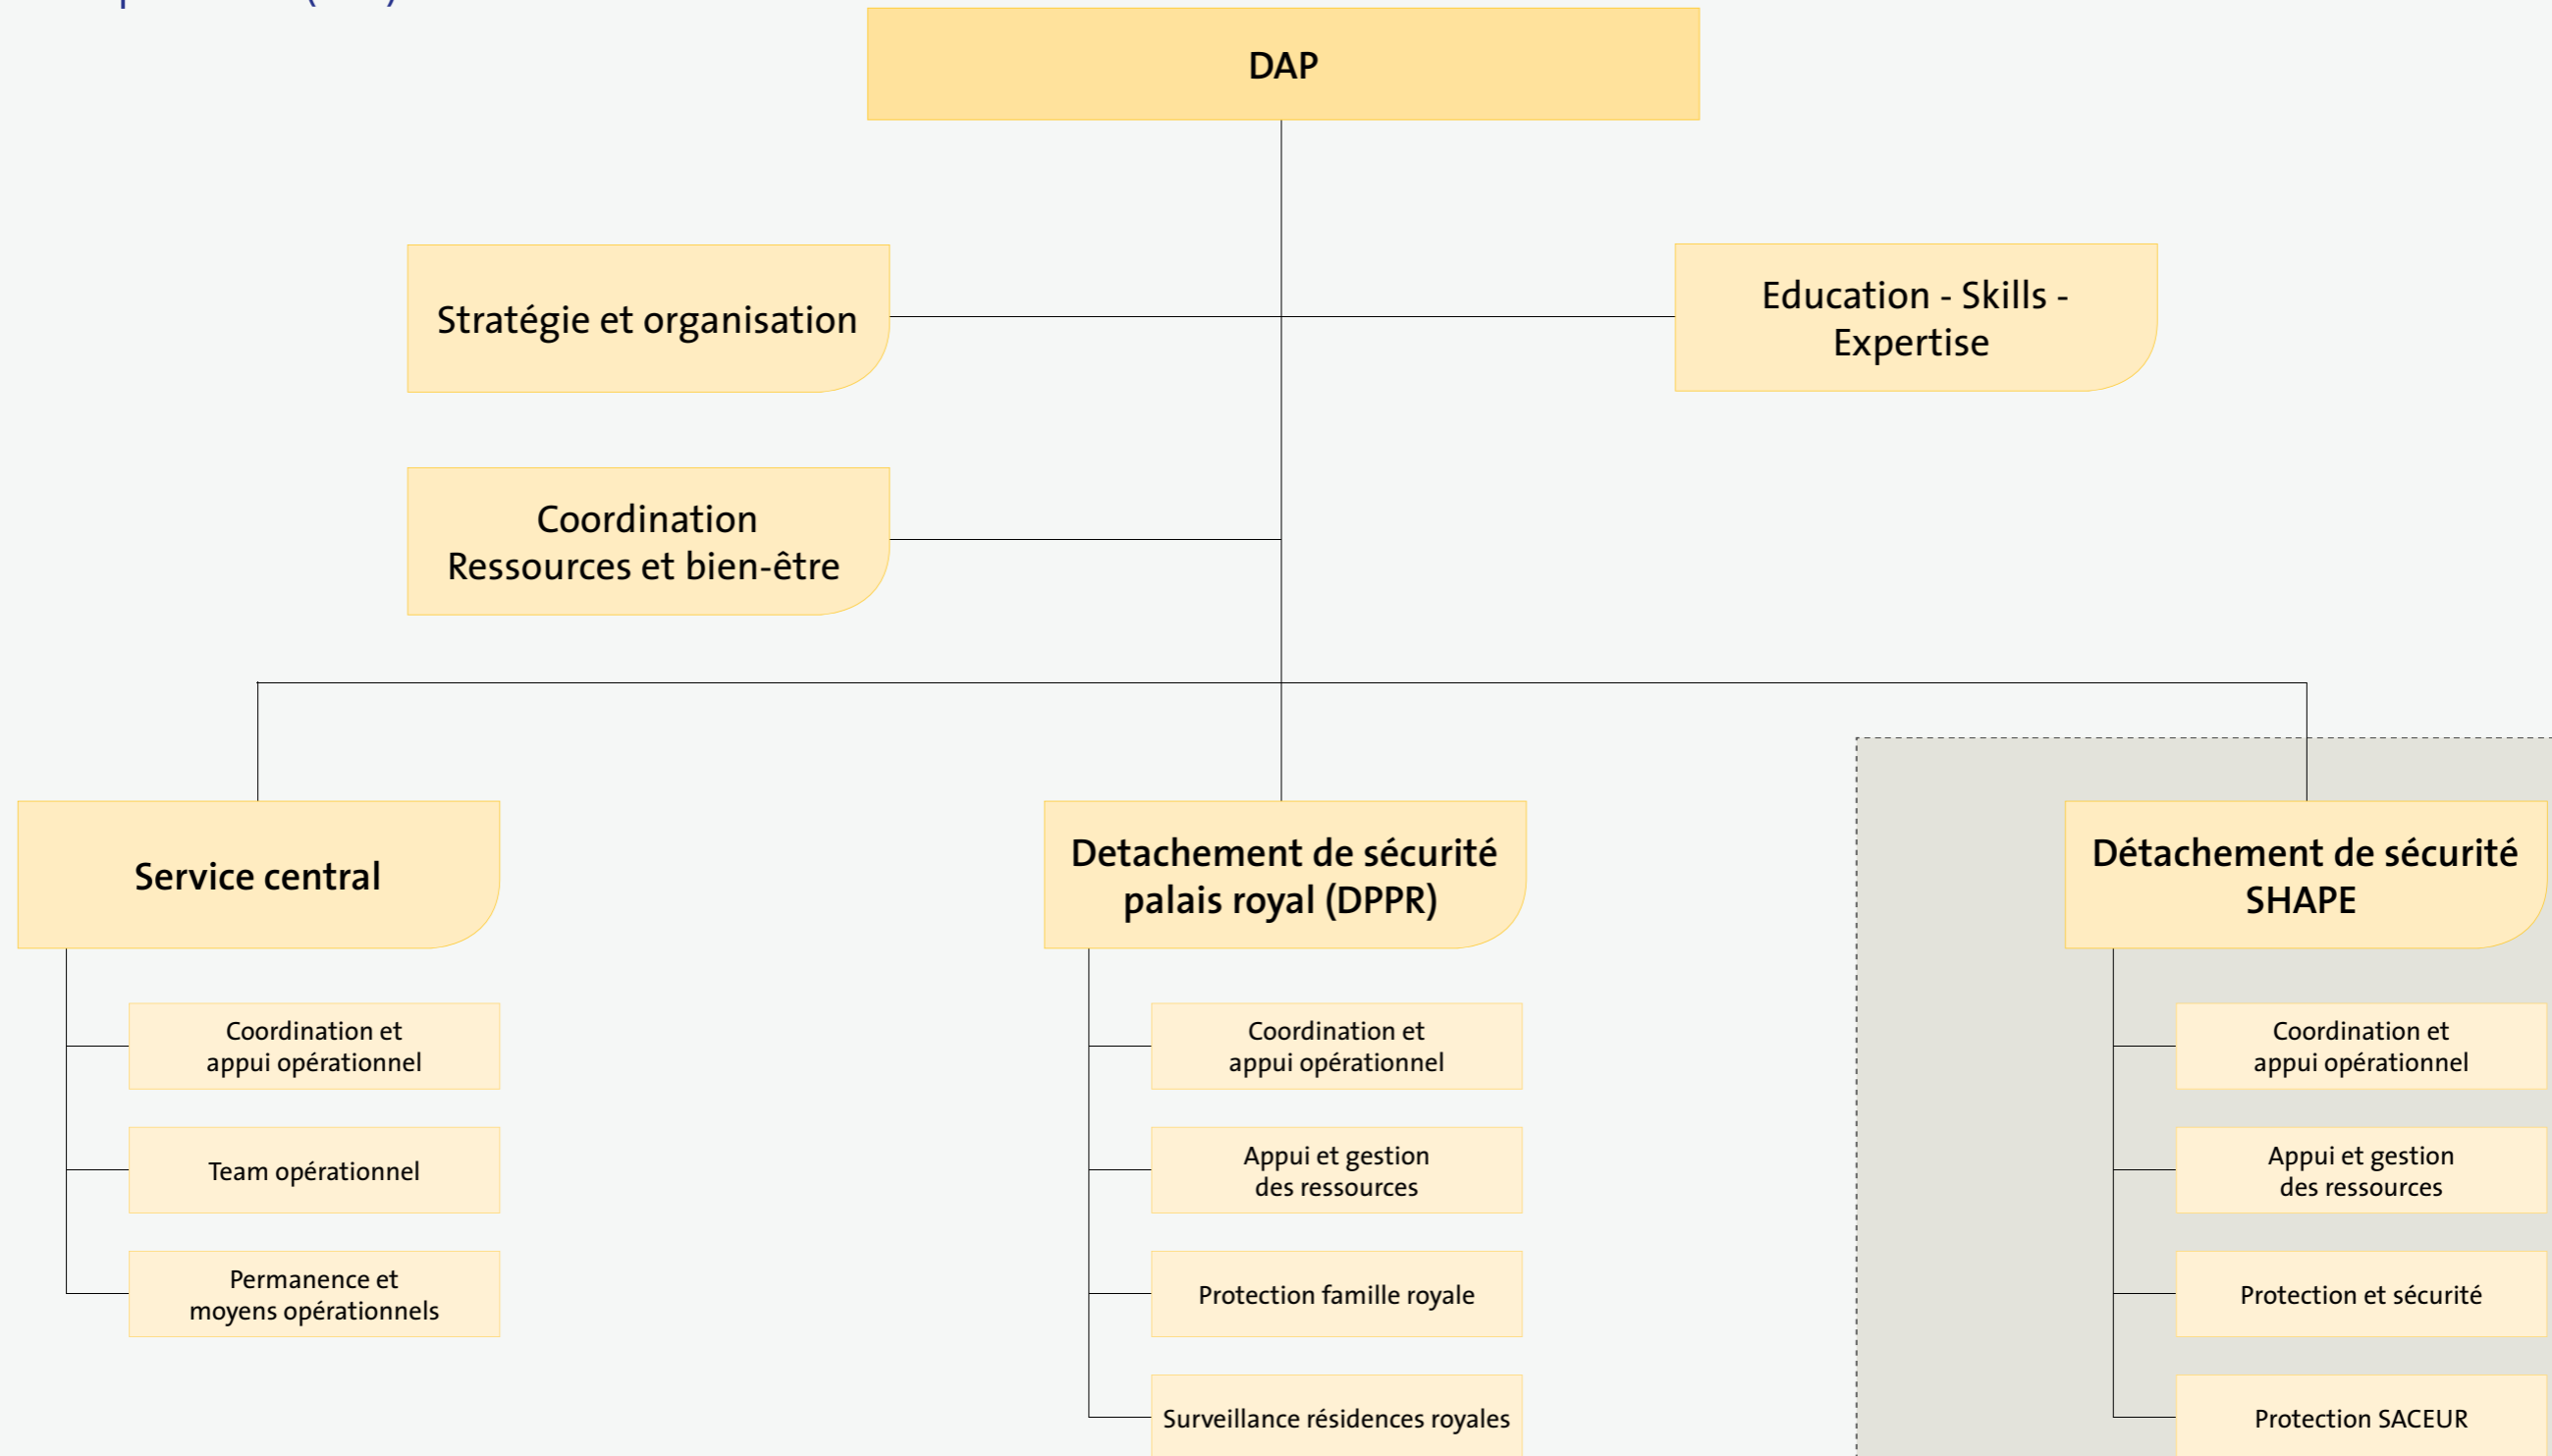 DAP
Stratégie et organisation
Education - Skills -
Expertise
Coordination
Ressources et bien-être
Service central
Coordination et
appui opérationnel
Team opérationnel
Permanence et
moyens opérationnels
Detachement de sécurité
palais royal (DPPR)
Coordination et
appui opérationnel
Appui et gestion
des ressources
Protection famille royale
Surveillance résidences royales
Détachement de sécurité
SHAPE
Coordination et
appui opérationnel
Appui et gestion
des ressources
Protection et sécurité
Protection SACEUR